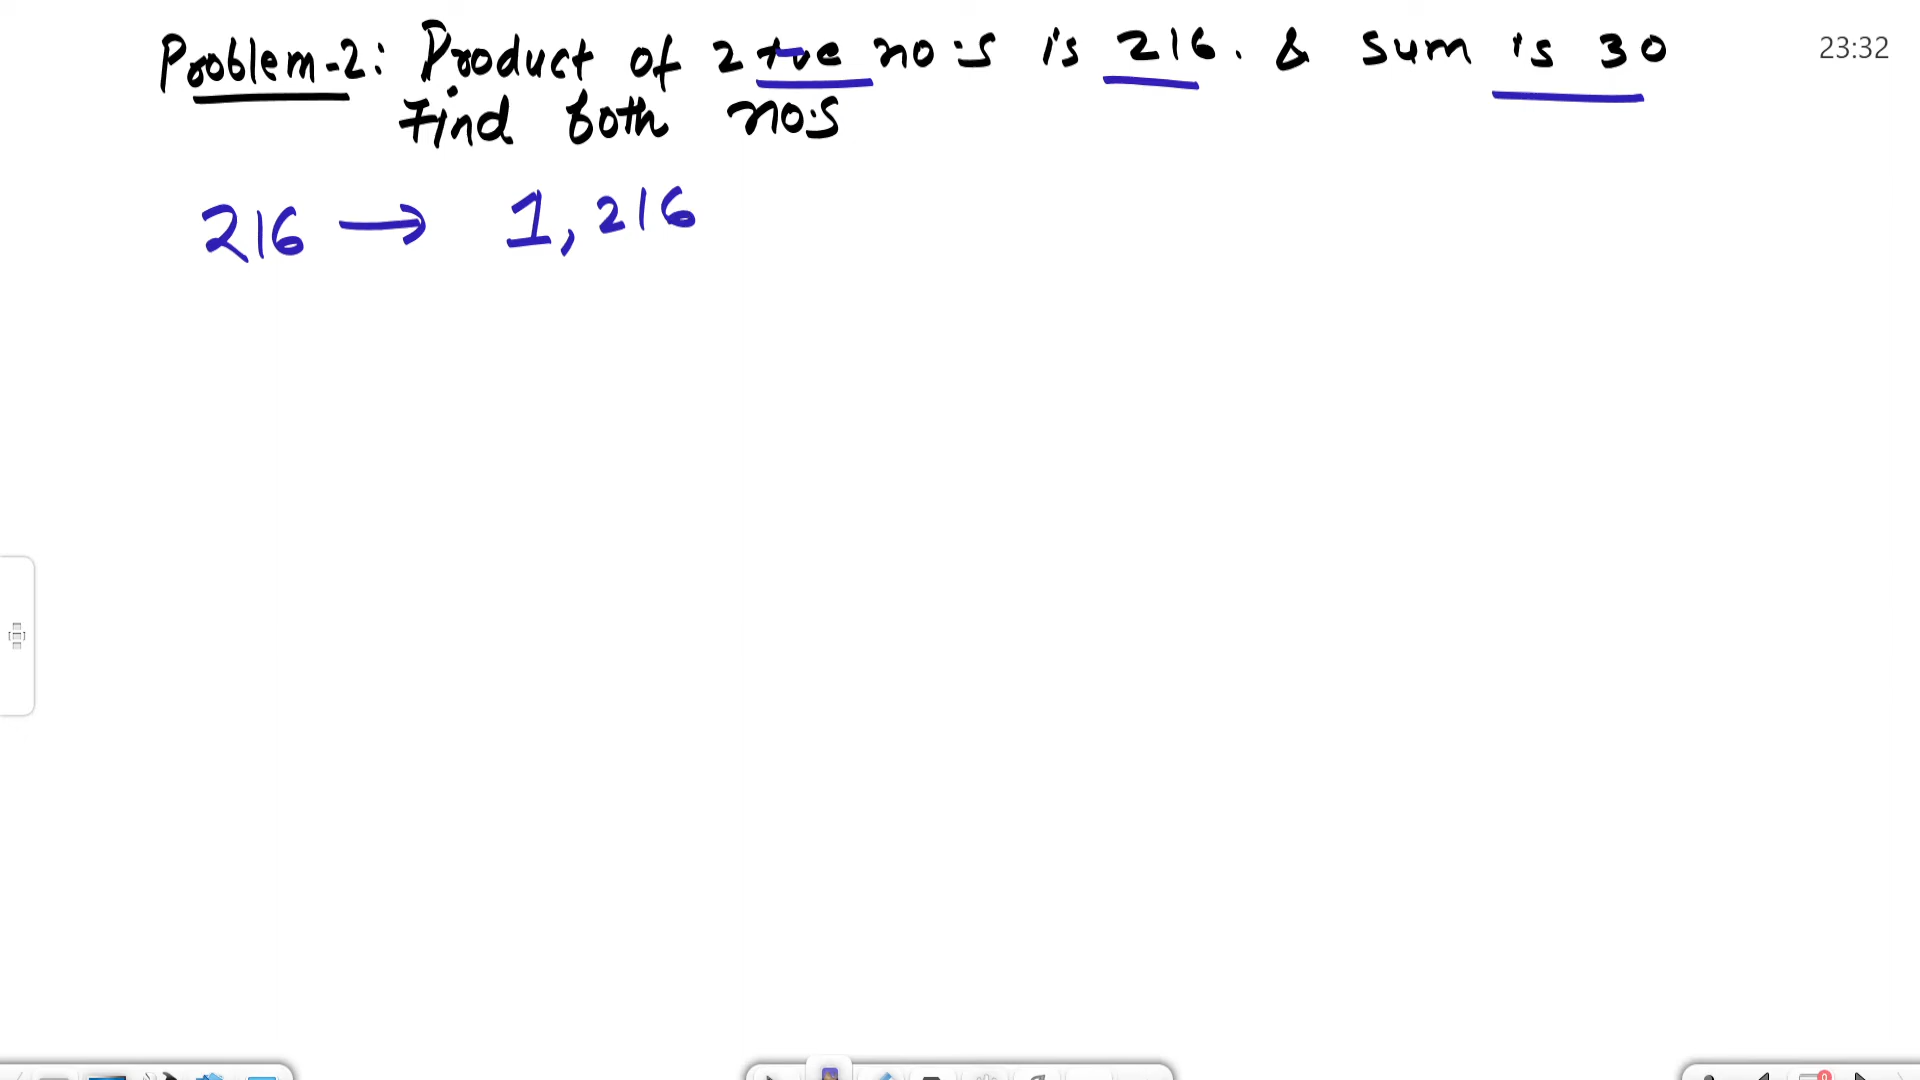 Problem-2: Product of 2 +ve no.s is 216. & sum is 30
23:32
Find both no.s
216 → 1, 216